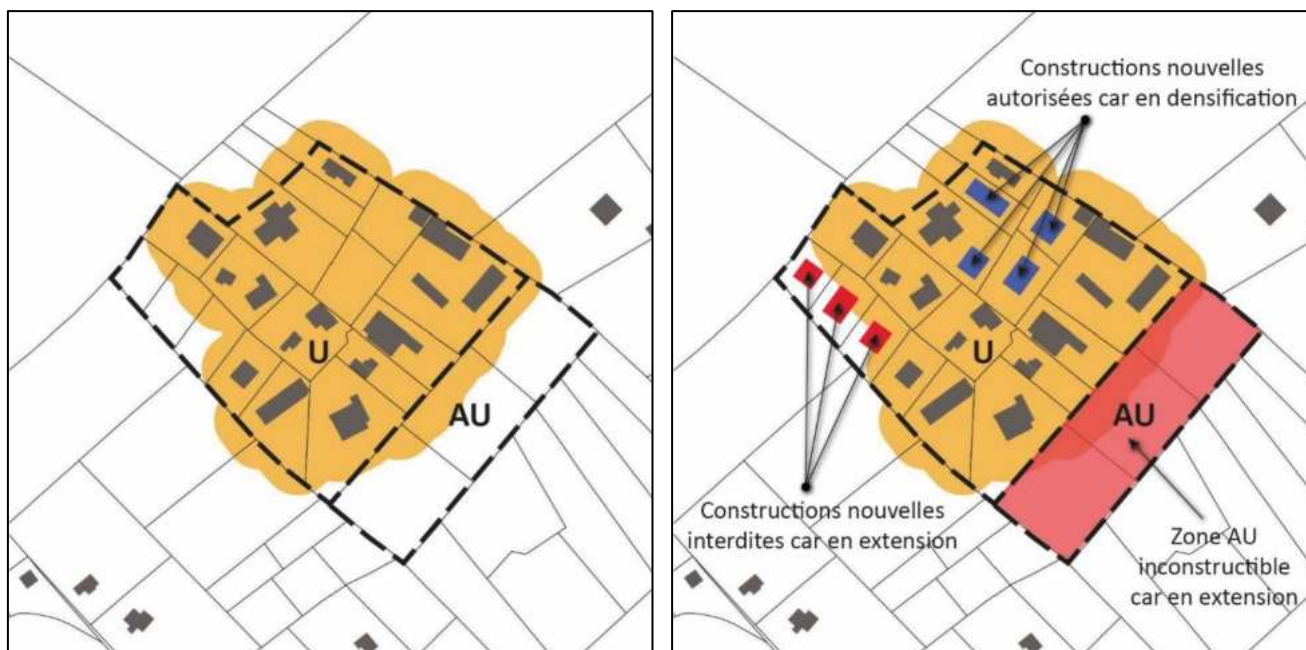 U
AU
Constructions nouvelles
autorisées car en densification
U
AU
Constructions nouvelles
interdites car en extension
Zone AU
inconstructible
car en extension